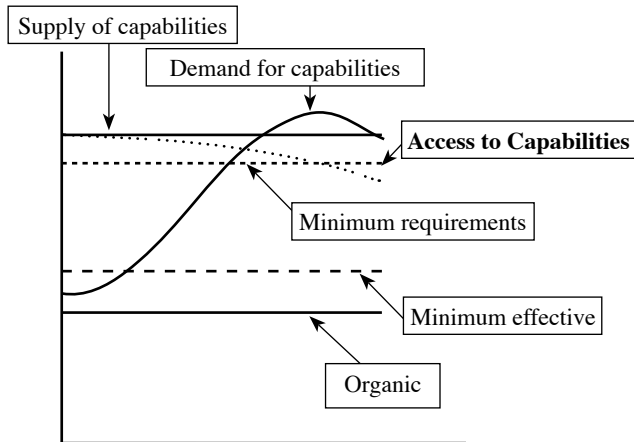 Supply of capabilities
Demand for capabilities
Access to Capabilities
Minimum requirements
Minimum effective
Organic